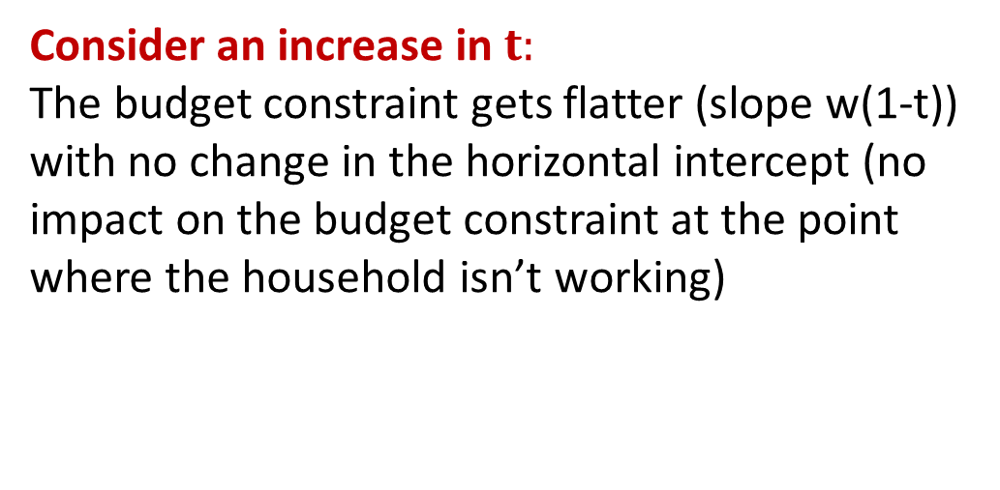 Consider an increase in t:
The budget constraint gets flatter (slope w(1-t))
with no change in the horizontal intercept (no
impact on the budget constraint at the point
where the household isn’t working)